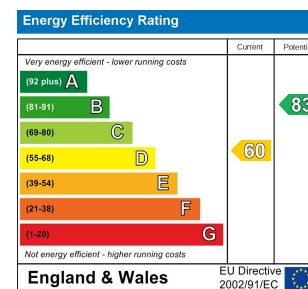 Energy Efficiency Rating
Current Potenti
Very energy efficient - lower running costs
(92 plus) A
(81-91) B
83
(69-80) C
(55-68) D
60
(39-54) E
(21-38) F
(1-20) G
Not energy efficient - higher running costs
England & Wales
EU Directive
2002/91/EC